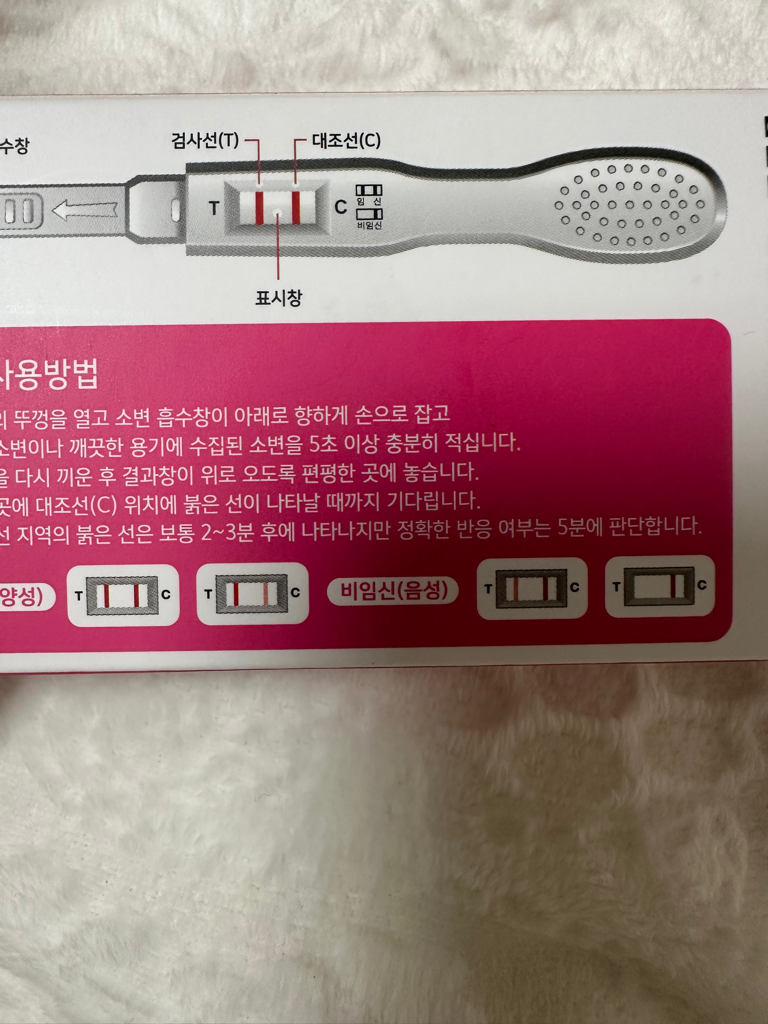 수창
검사선(T)
대조선(C)
T
C
임 신
비임신
표시창
사용방법
의 뚜껑을 열고 소변 흡수창이 아래로 향하게 손으로 잡고
소변이나 깨끗한 용기에 수집된 소변을 5초 이상 충분히 적십니다.
을 다시 끼운 후 결과창이 위로 오도록 편평한 곳에 놓습니다.
곳에 대조선(C) 위치에 붉은 선이 나타날 때까지 기다립니다.
선 지역의 붉은 선은 보통 2~3분 후에 나타나지만 정확한 반응 여부는 5분에 판단합니다.
양성)
T C
T C
비임신(음성)
T C
T C